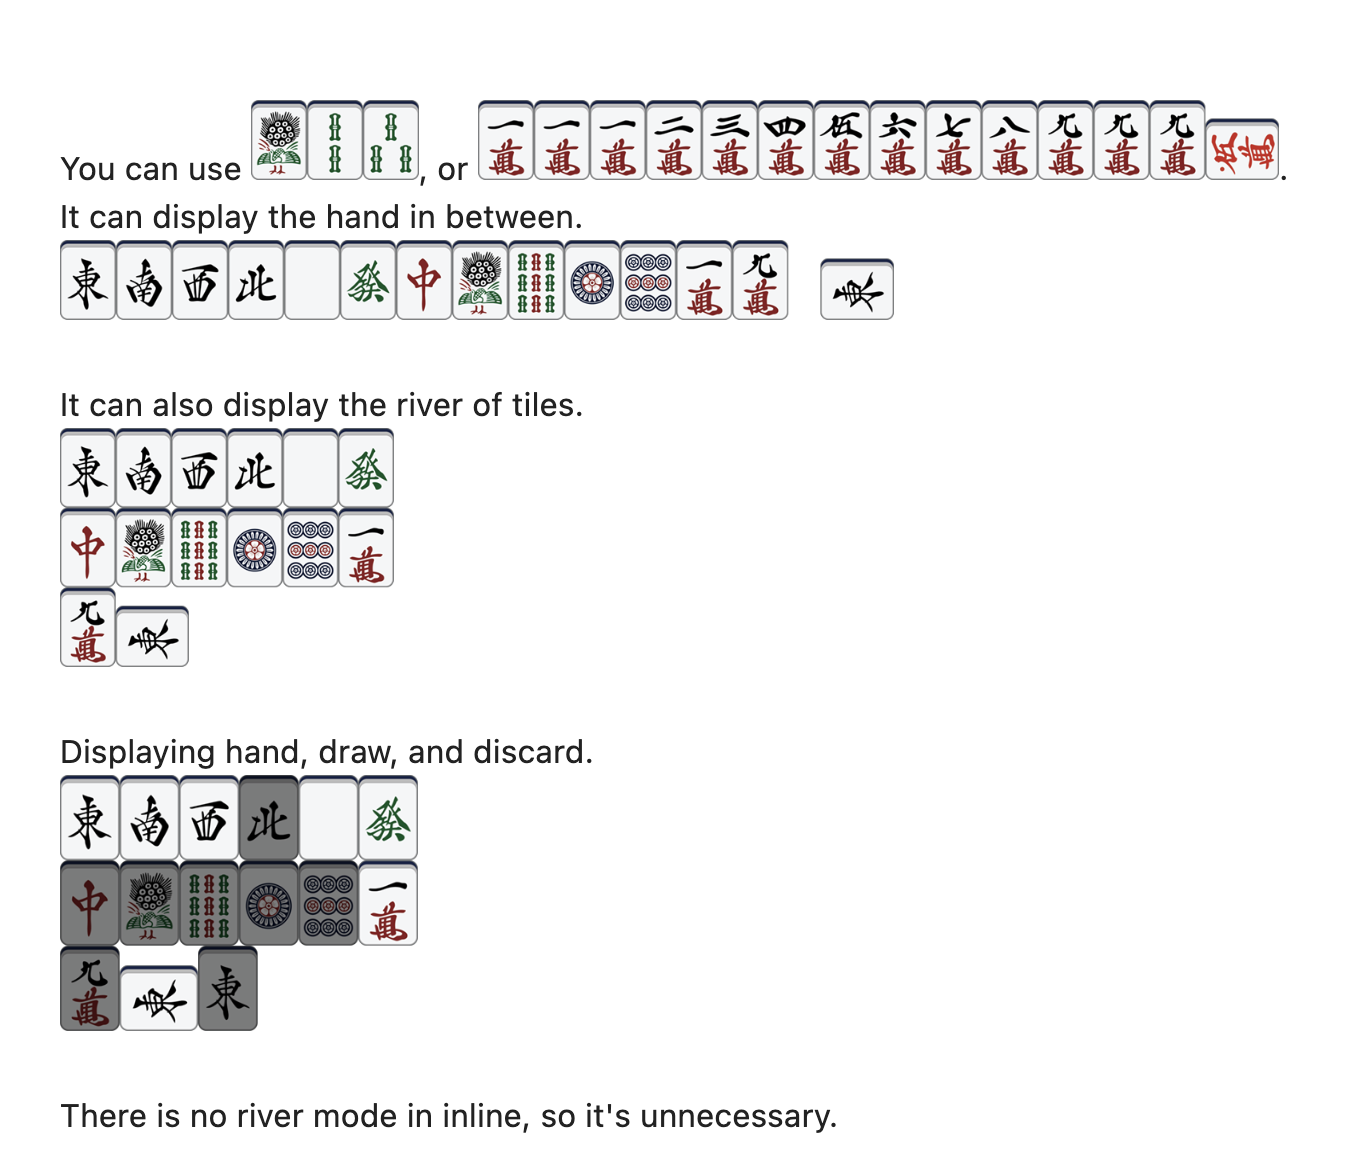 You can use , or 一萬 一萬 一萬 二萬 三萬 四萬 伍萬 六萬 七萬 八萬 九萬 九萬 九萬 伍萬.
It can display the hand in between.
東 南 西 北 發 中 一萬 九萬 東
It can also display the river of tiles.
東 南 西 北 發
中 一萬
九萬 東
Displaying hand, draw, and discard.
東 南 西 北 發
中 一萬
九萬 東 東
There is no river mode in inline, so it's unnecessary.